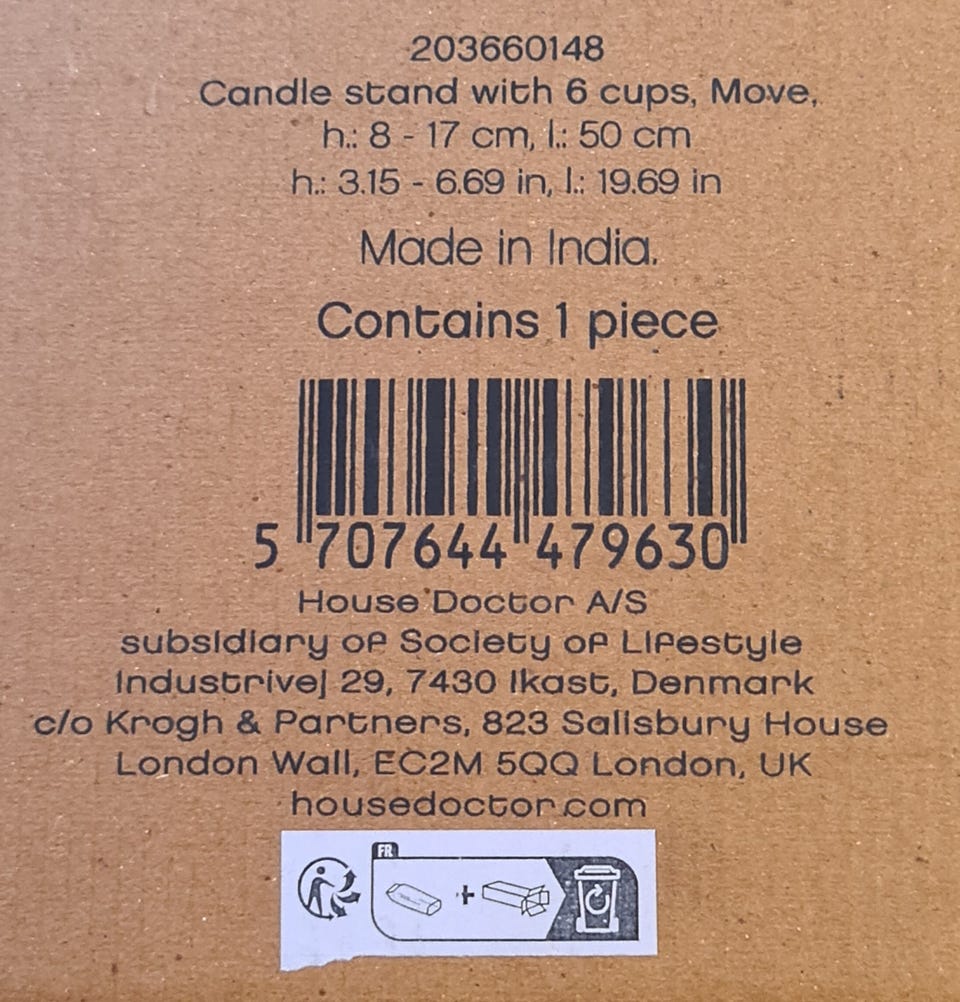 203660148
Candle stand with 6 cups, Move,
h.: 8 - 17 cm, l.: 50 cm
h.: 3.15 - 6.69 in, l.: 19.69 in
Made in India.
Contains 1 piece
5 707644 479630
House Doctor A/S
subsidiary of Society of Lifestyle
Industrivej 29, 7430 Ikast, Denmark
c/o Krogh & Partners, 823 Salisbury House
London Wall, EC2M 5QQ London, UK
housedoctor.com
FR
+